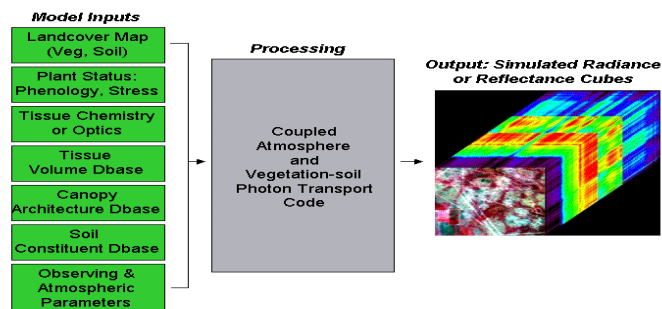 Model Inputs
Landcover Map
(Veg, Soil)
Plant Status:
Phenology, Stress
Tissue Chemistry
or Optics
Tissue
Volume Dbase
Canopy
Architecture Dbase
Soil
Constituent Dbase
Observing &
Atmospheric
Parameters
Processing
Coupled
Atmosphere
and
Vegetation-soil
Photon Transport
Code
Output: Simulated Radiance
or Reflectance Cubes